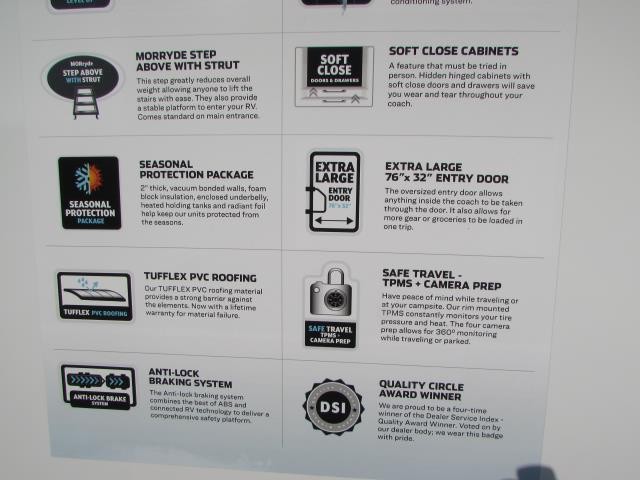 LEVEL UP
conditioning system.
MORryde
STEP ABOVE
WITH STRUT
MORRYDE STEP
ABOVE WITH STRUT
This step greatly reduces overall
weight allowing anyone to lift the
stairs with ease. They also provide
a stable platform to enter your RV.
Comes standard on main entrance.
SOFT
CLOSE
DOORS & DRAWERS
SOFT CLOSE CABINETS
A feature that must be tried in
person. Hidden hinged cabinets with
soft close doors and drawers will save
you wear and tear throughout your
coach.
SEASONAL
PROTECTION
PACKAGE
SEASONAL
PROTECTION PACKAGE
2" thick, vacuum bonded walls, foam
block insulation, enclosed underbelly,
heated holding tanks and radiant foil
help keep our units protected from
the seasons.
EXTRA
LARGE
ENTRY
DOOR
76"x 32"
EXTRA LARGE
76"x 32" ENTRY DOOR
The oversized entry door allows
anything inside the coach to be taken
through the door. It also allows for
more gear or groceries to be loaded in
one trip.
TUFFLEX PVC ROOFING
TUFFLEX PVC ROOFING
Our TUFFLEX PVC roofing material
provides a strong barrier against
the elements. Now with a lifetime
warranty for material failure.
SAFE TRAVEL
TPMS -
CAMERA PREP
SAFE TRAVEL -
TPMS + CAMERA PREP
Have peace of mind while traveling or
at your campsite. Our rim mounted
TPMS constantly monitors your tire
pressure and heat. The four camera
prep allows for 360° monitoring
while traveling or parked.
ANTI-LOCK BRAKE
SYSTEM
ANTI-LOCK
BRAKING SYSTEM
The Anti-lock braking system
combines the best of ABS and
connected RV technology to deliver a
comprehensive safety platform.
DSI
QUALITY CIRCLE
AWARD WINNER
We are proud to be a four-time
winner of the Dealer Service Index -
Quality Award Winner. Voted on by
our dealer body; we wear this badge
with pride.